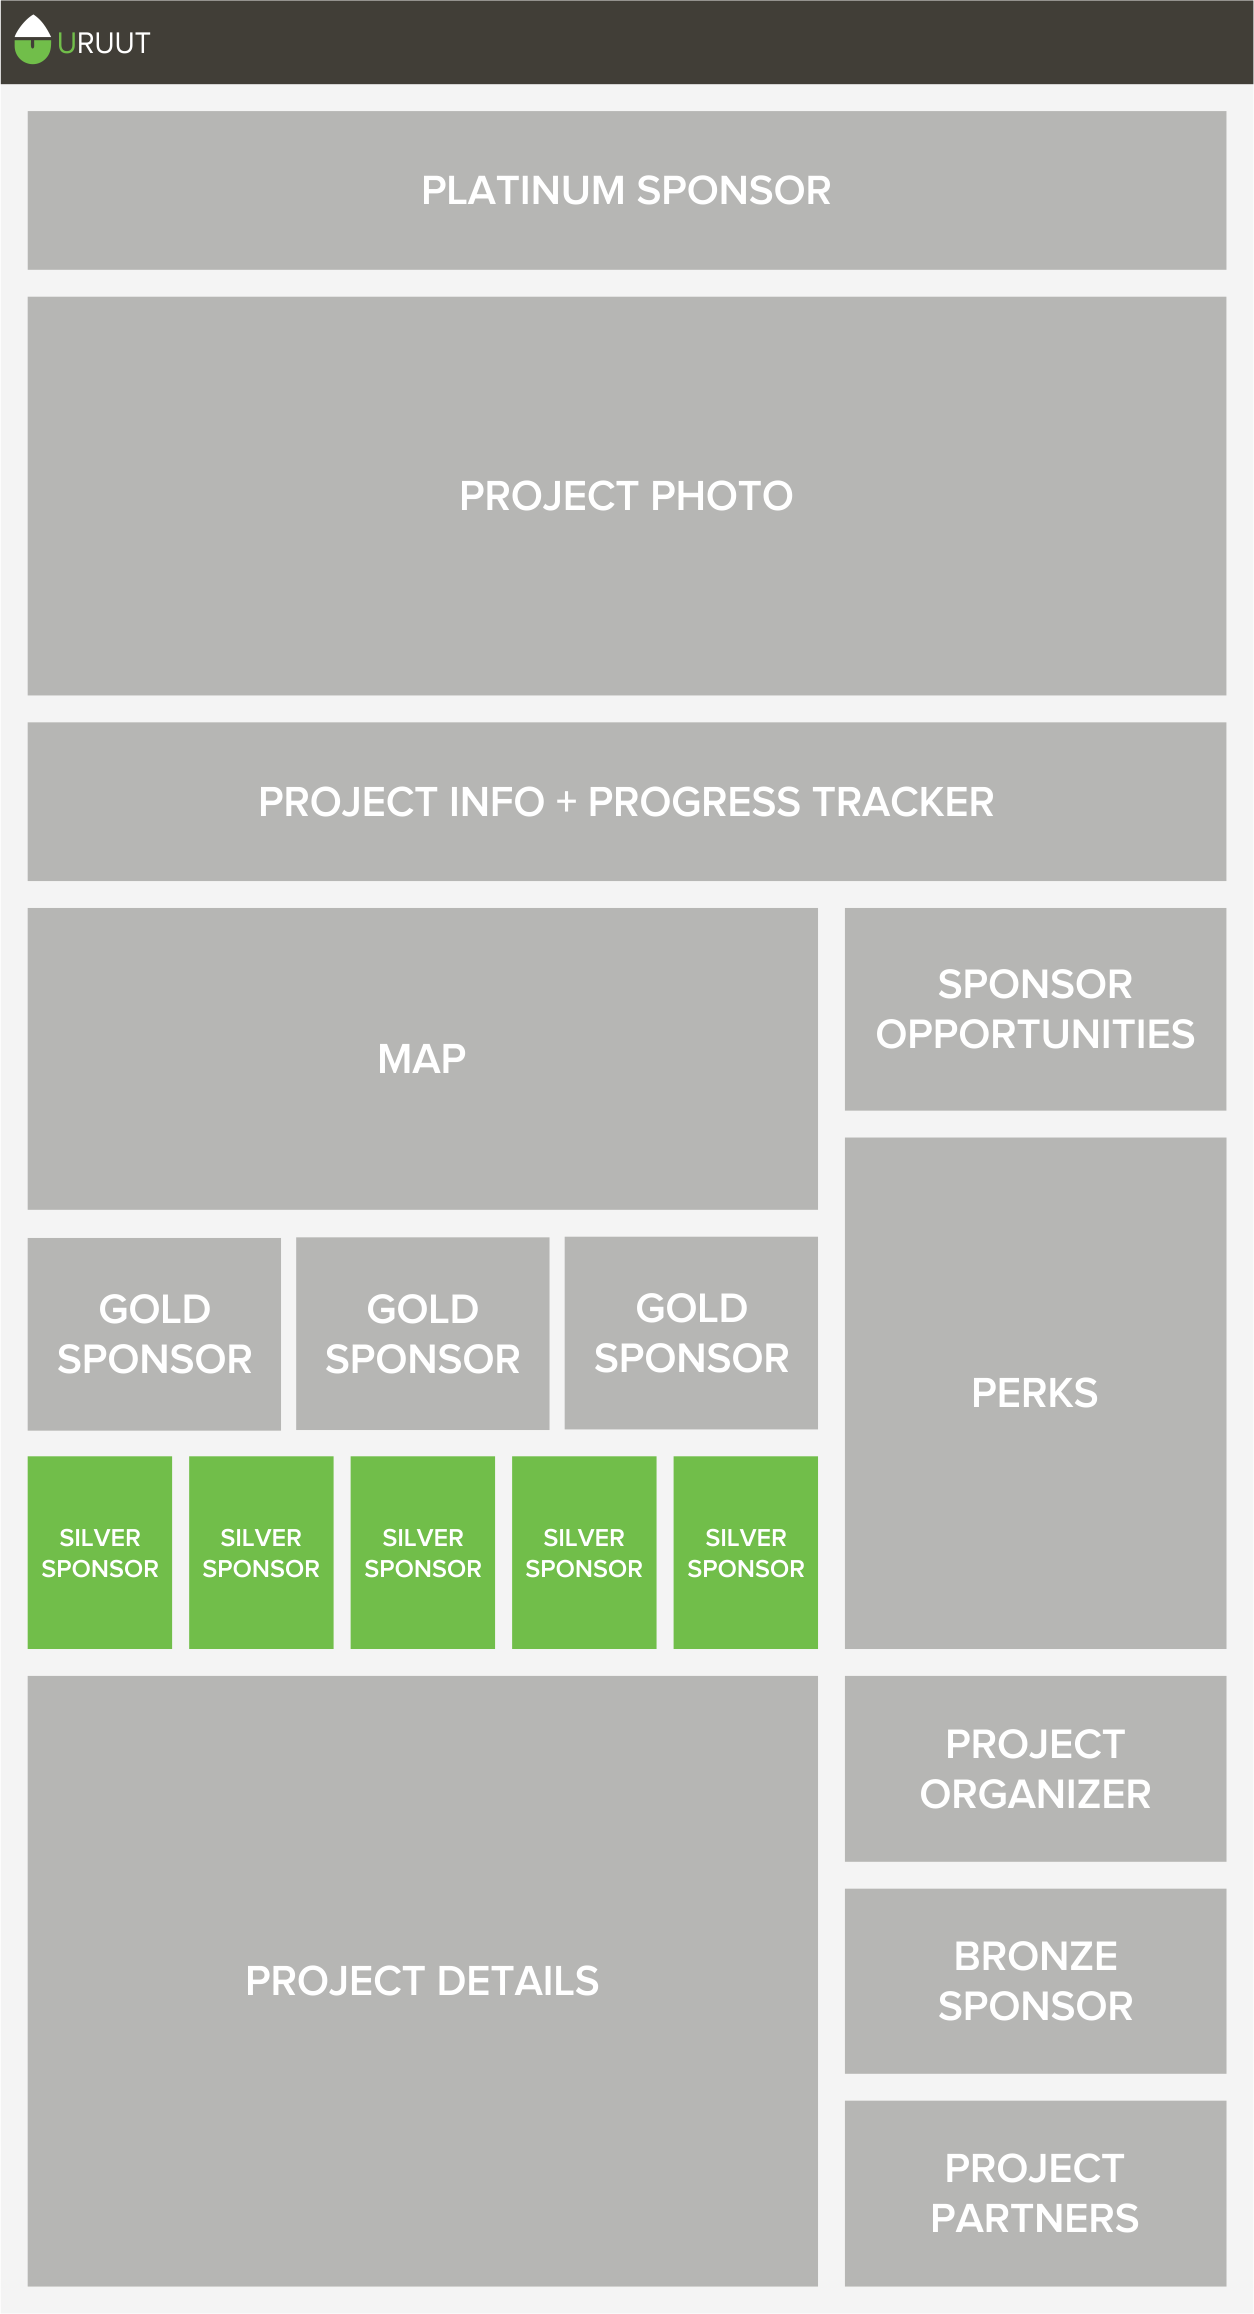 URUUT
PLATINUM SPONSOR
PROJECT PHOTO
PROJECT INFO + PROGRESS TRACKER
MAP
SPONSOR
OPPORTUNITIES
GOLD
SPONSOR
GOLD
SPONSOR
GOLD
SPONSOR
PERKS
SILVER
SPONSOR
SILVER
SPONSOR
SILVER
SPONSOR
SILVER
SPONSOR
SILVER
SPONSOR
PROJECT DETAILS
PROJECT
ORGANIZER
BRONZE
SPONSOR
PROJECT
PARTNERS